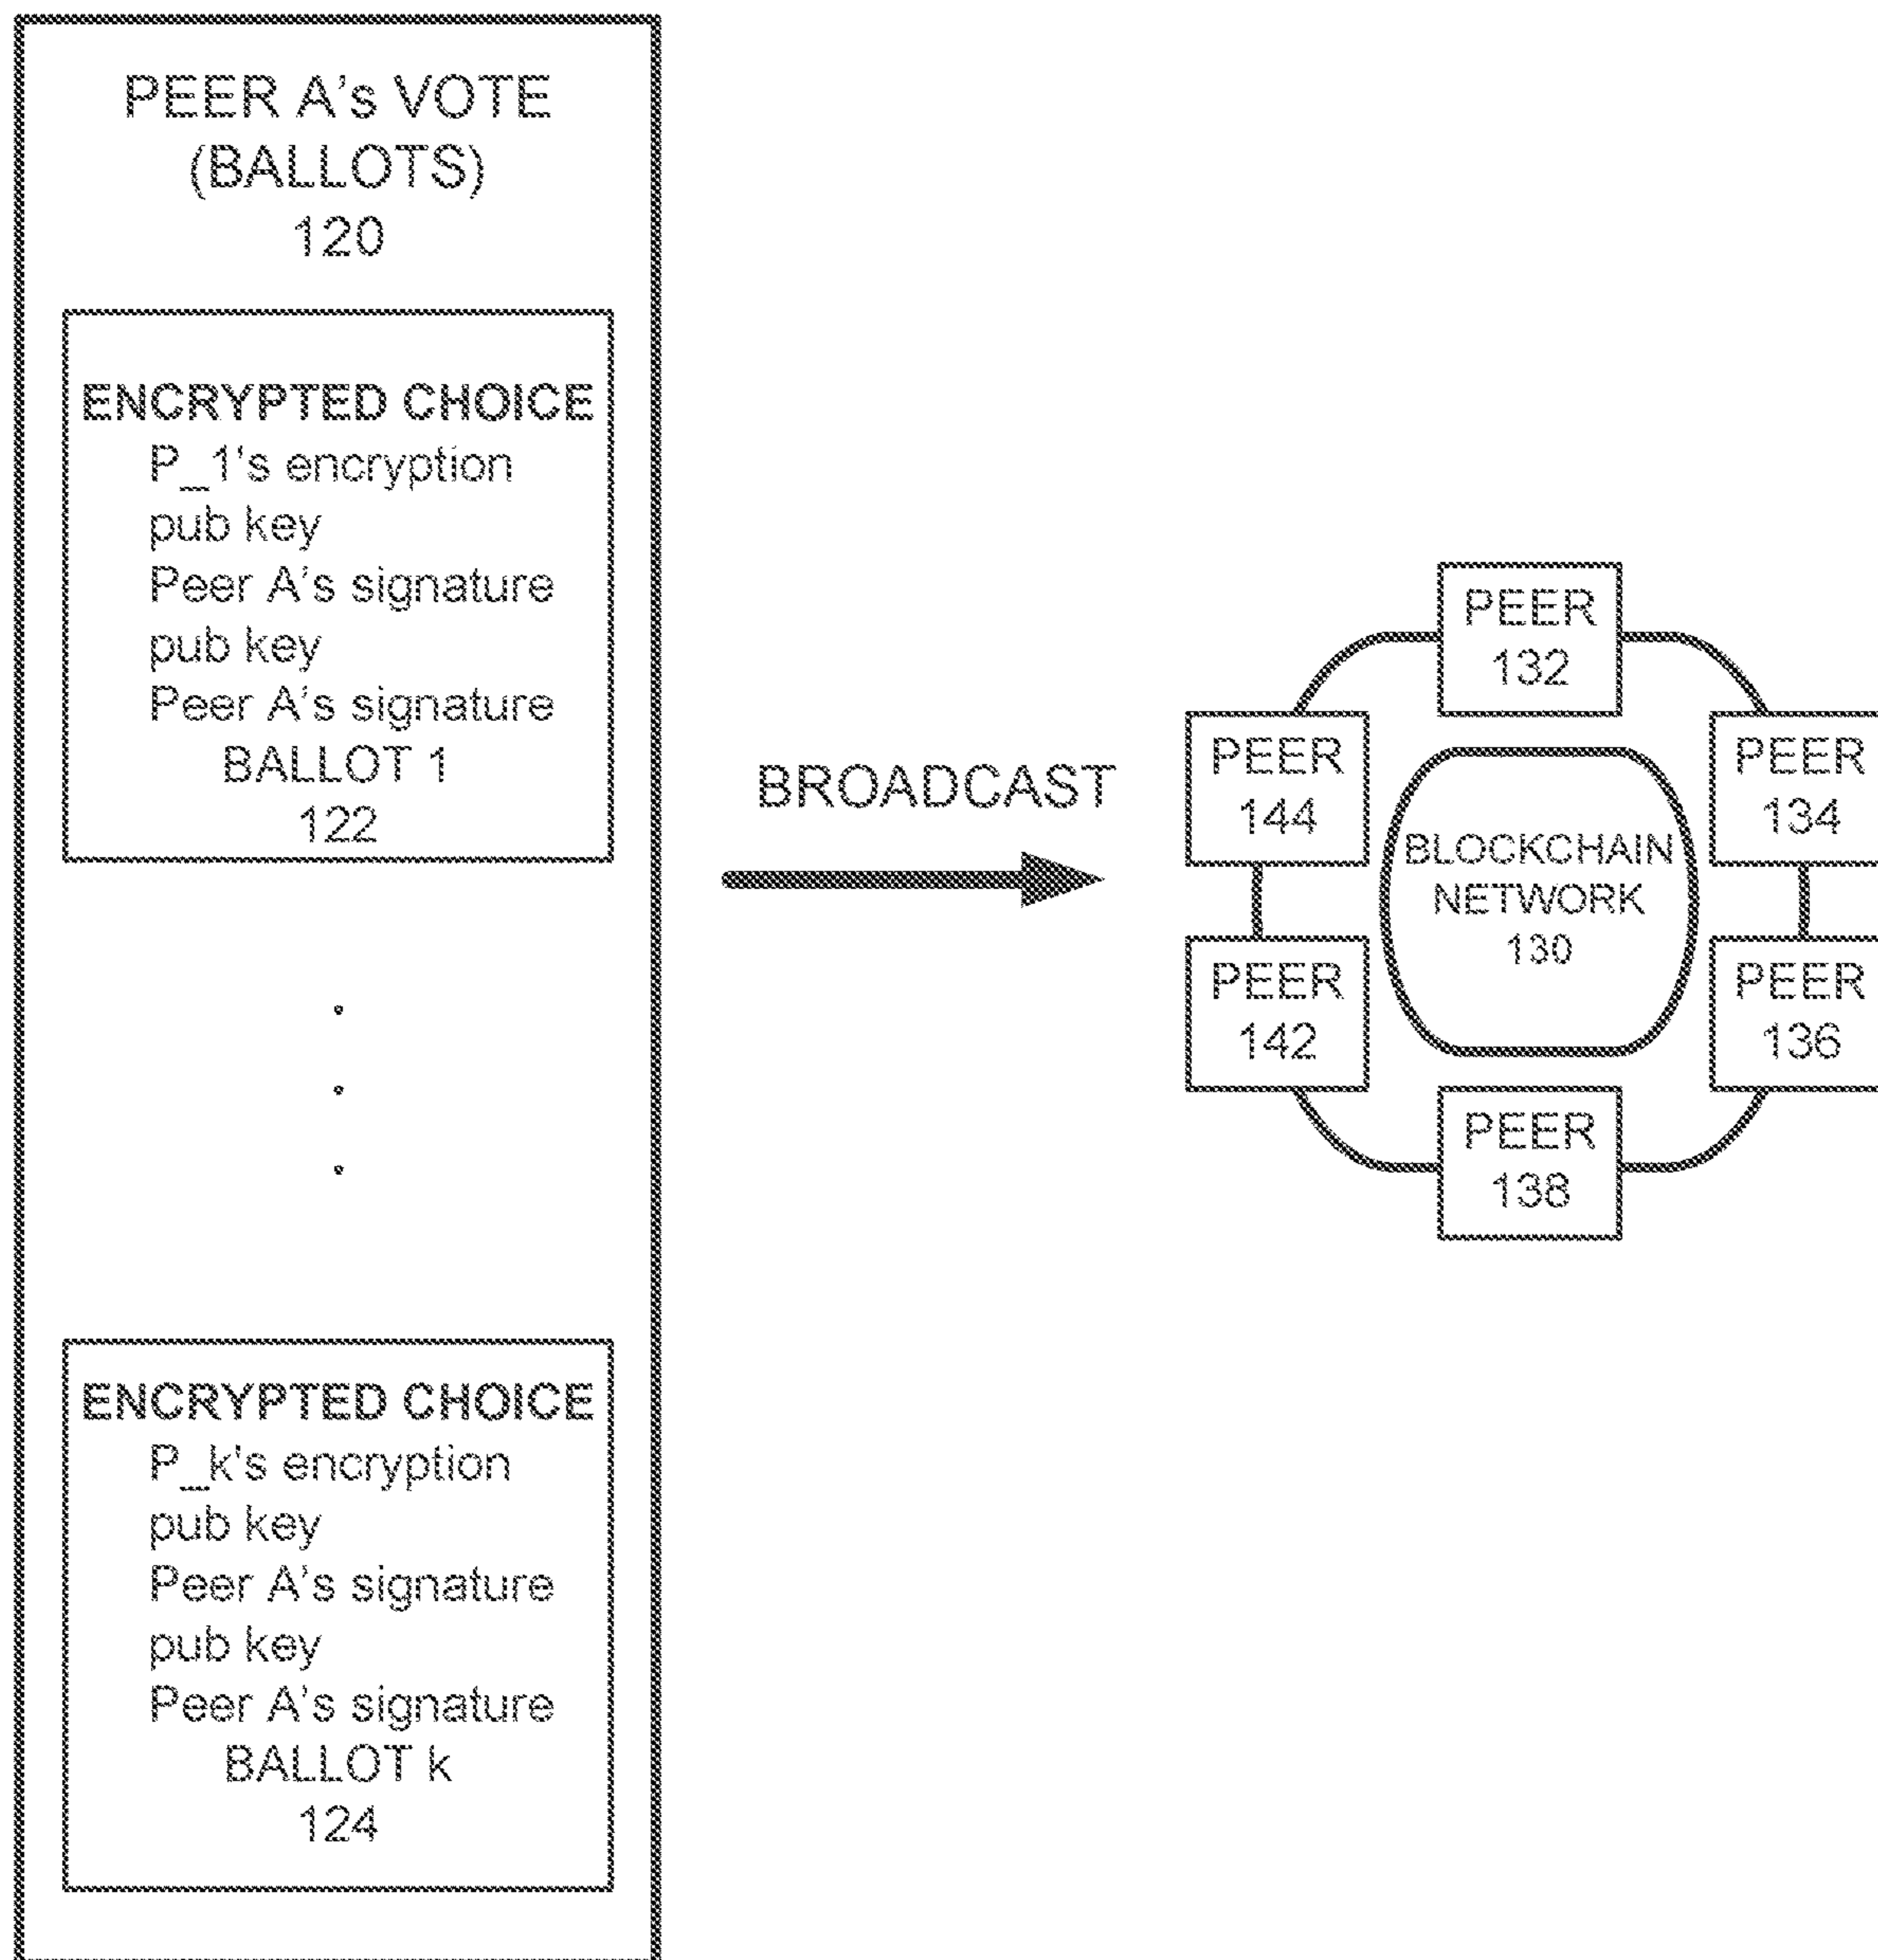 PEER A's VOTE
(BALLOTS)
120
ENCRYPTED CHOICE
P_1's encryption
pub key
Peer A's signature
pub key
Peer A's signature
BALLOT 1
122
ENCRYPTED CHOICE
P_k's encryption
pub key
Peer A's signature
pub key
Peer A's signature
BALLOT k
124
BROADCAST
PEER
132
PEER
144
PEER
134
BLOCKCHAIN
NETWORK
130
PEER
142
PEER
136
PEER
138